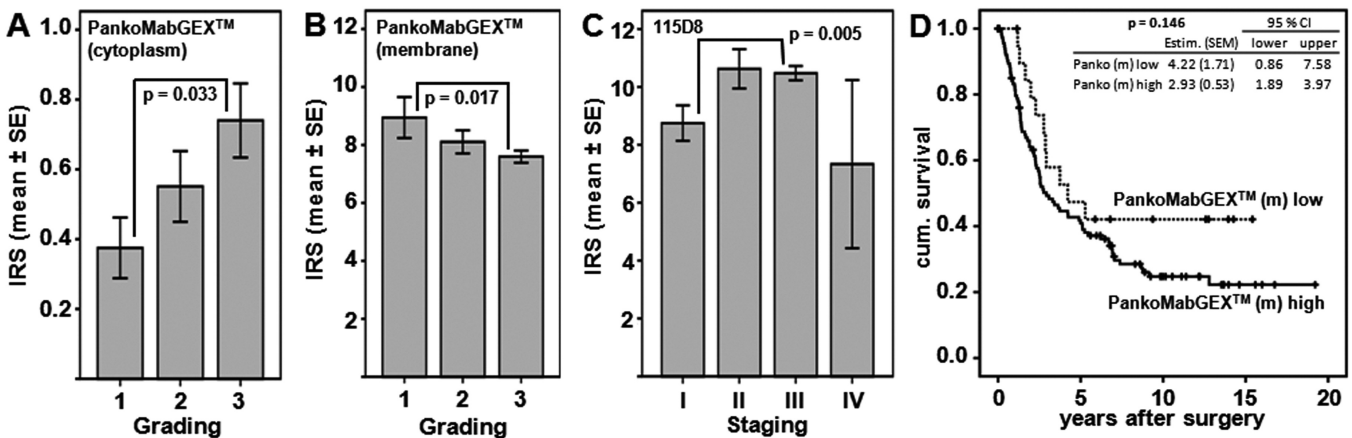 A
PankoMabGEX™
(cytoplasm)
p = 0.033
IRS (mean ± SE)
1.0
0.8
0.6
0.4
0.2
1 2 3
Grading
B
PankoMabGEX™
(membrane)
p = 0.017
IRS (mean ± SE)
12
10
8
6
4
2
1 2 3
Grading
C
115D8
p = 0.005
IRS (mean ± SE)
12
10
8
6
4
2
I II III IV
Staging
D
p = 0.146 95 % CI
Estim. (SEM) lower upper
Panko (m) low 4.22 (1.71) 0.86 7.58
Panko (m) high 2.93 (0.53) 1.89 3.97
cum. survival
1.0
0.8
0.6
0.4
0.2
0.0
PankoMabGEX™ (m) low
PankoMabGEX™ (m) high
0 5 10 15 20
years after surgery